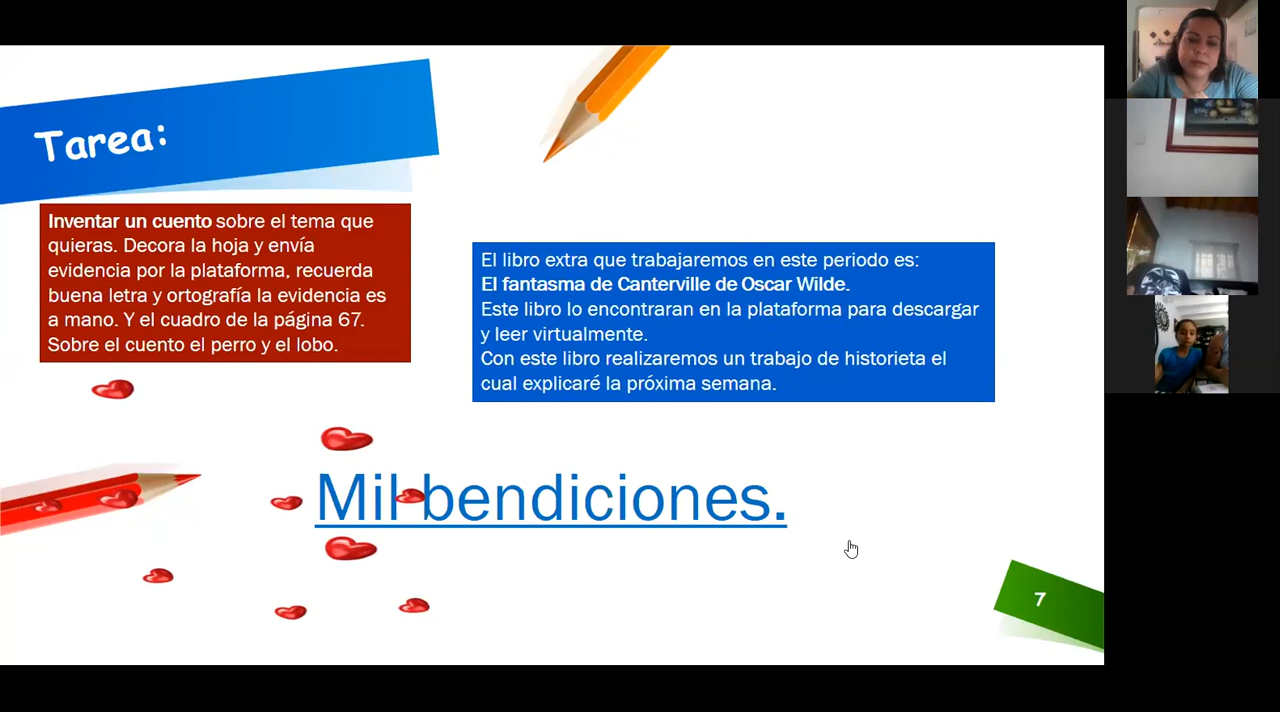 Tarea:
Inventar un cuento sobre el tema que
quieras. Decora la hoja y envía
evidencia por la plataforma, recuerda
buena letra y ortografía la evidencia es
a mano. Y el cuadro de la página 67.
Sobre el cuento el perro y el lobo.
El libro extra que trabajaremos en este periodo es:
El fantasma de Canterville de Oscar Wilde.
Este libro lo encontraran en la plataforma para descargar
y leer virtualmente.
Con este libro realizaremos un trabajo de historieta el
cual explicaré la próxima semana.
Mil bendiciones.
7